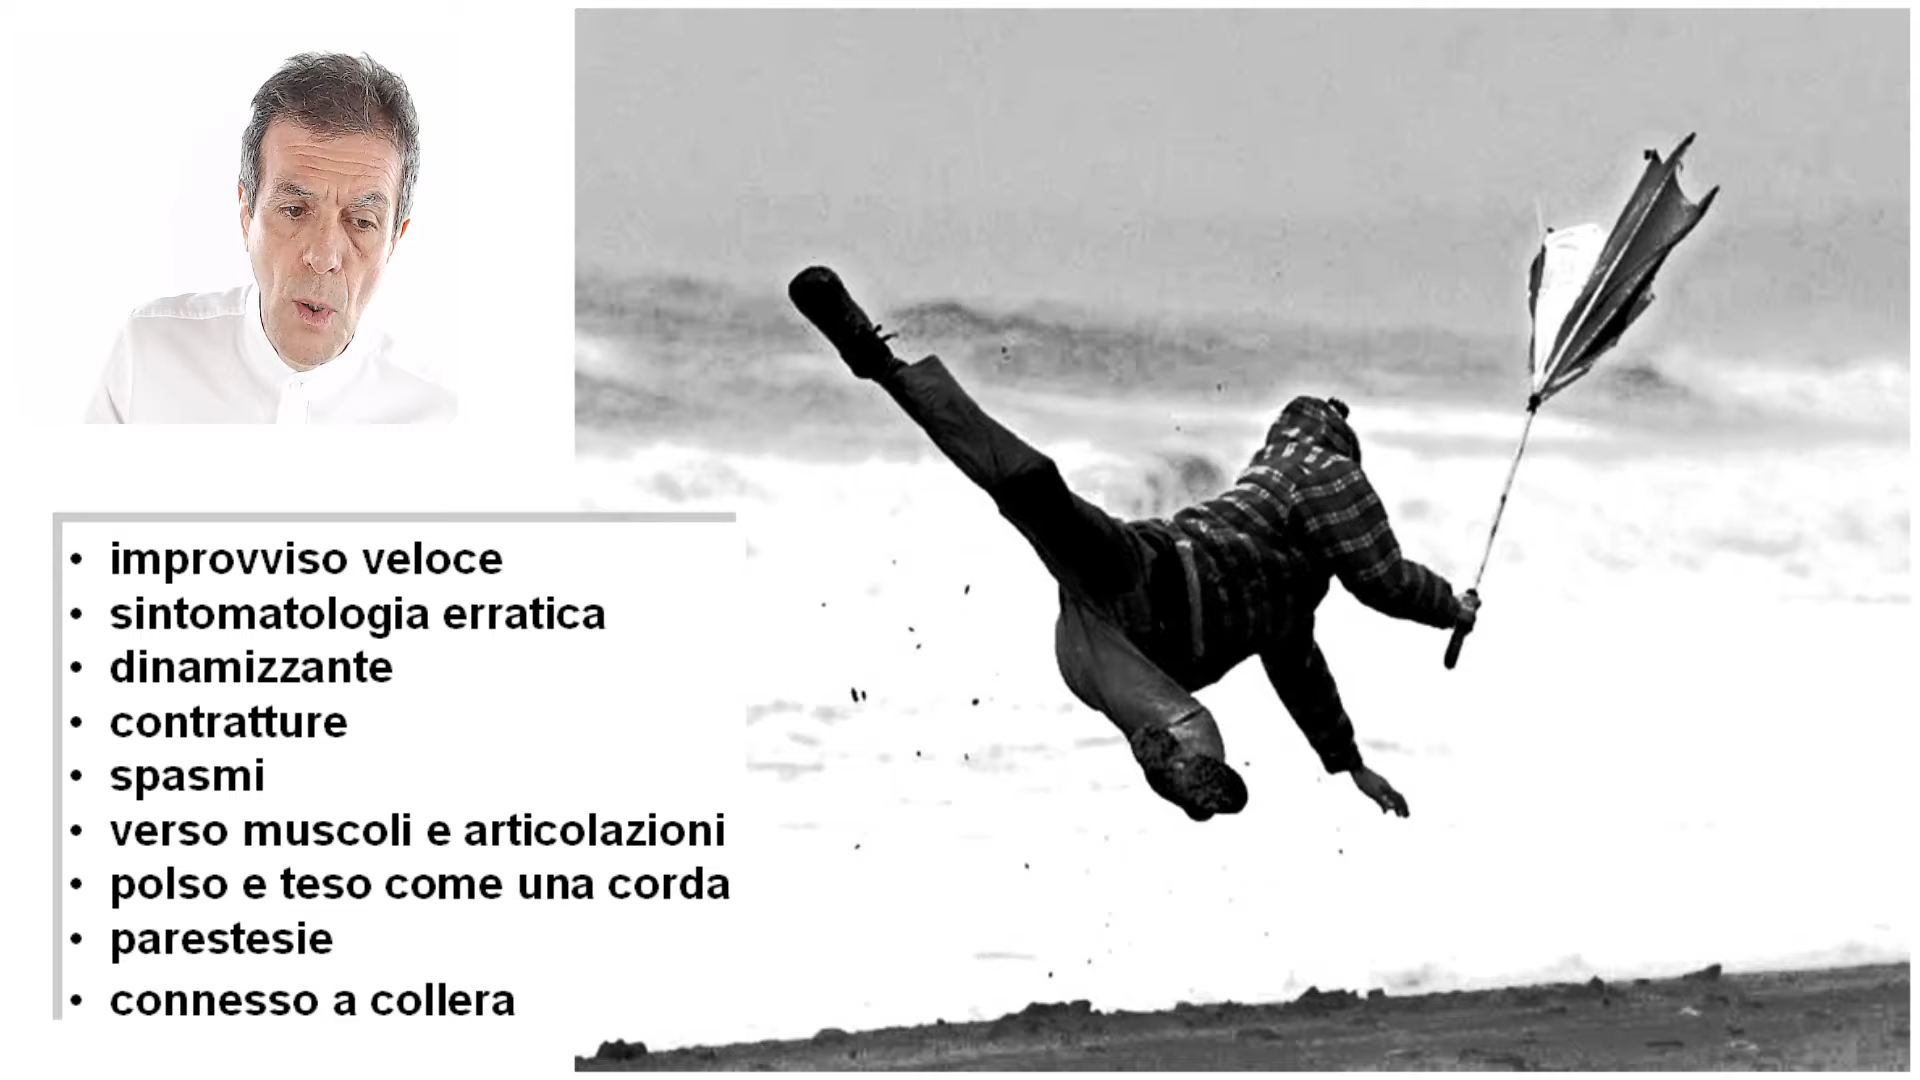 • improvviso veloce
• sintomatologia erratica
• dinamizzante
• contratture
• spasmi
• verso muscoli e articolazioni
• polso e teso come una corda
• parestesie
• connesso a collera